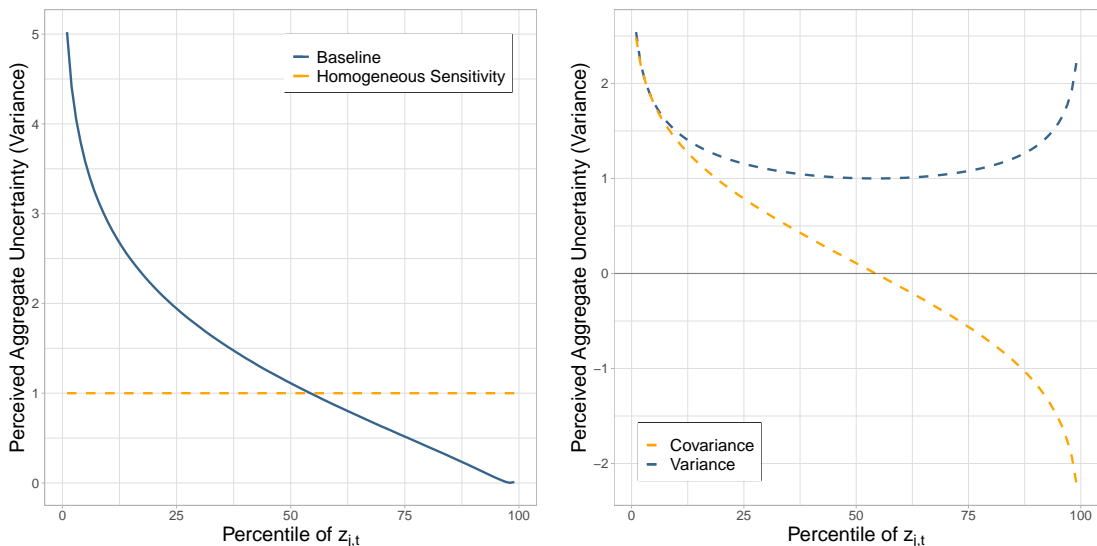 Perceived Aggregate Uncertainty (Variance)
5
4
3
2
1
0
Baseline
Homogeneous Sensitivity
0
25
50
75
100
Percentile of z_{j,t}
Perceived Aggregate Uncertainty (Variance)
2
1
0
−1
−2
Covariance
Variance
0
25
50
75
100
Percentile of z_{j,t}